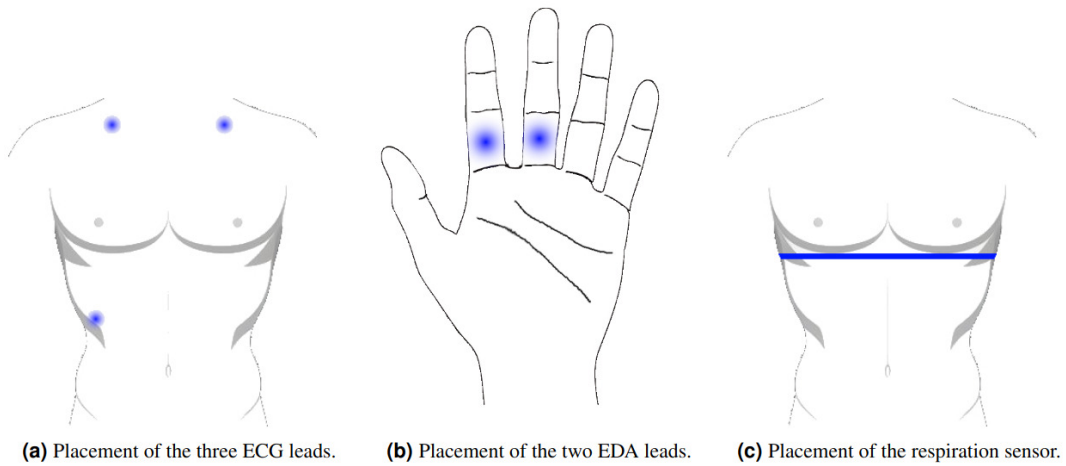 (a) Placement of the three ECG leads.
(b) Placement of the two EDA leads.
(c) Placement of the respiration sensor.